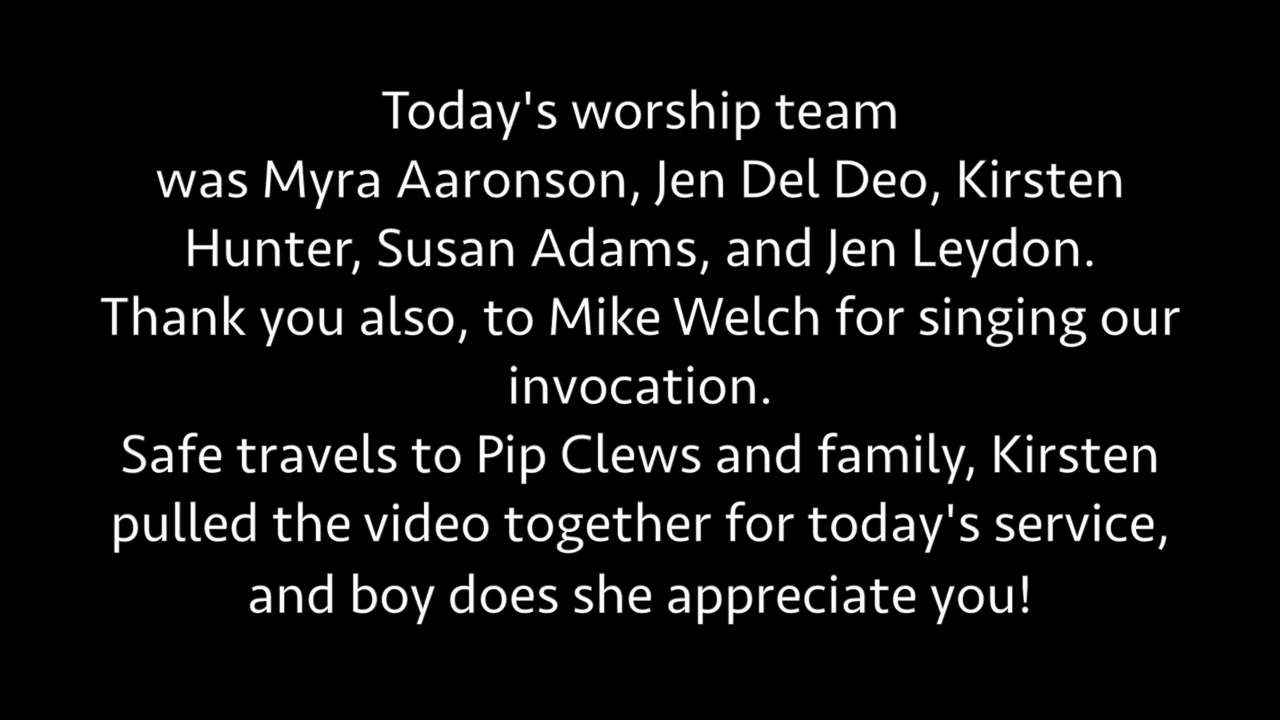 Today's worship team
was Myra Aaronson, Jen Del Deo, Kirsten
Hunter, Susan Adams, and Jen Leydon.
Thank you also, to Mike Welch for singing our
invocation.
Safe travels to Pip Clews and family, Kirsten
pulled the video together for today's service,
and boy does she appreciate you!